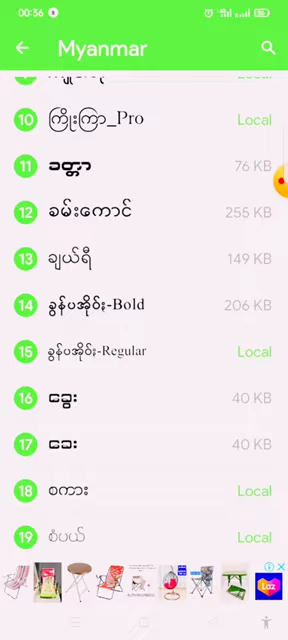 00:36
Myanmar
10 ကြိုးကြာ_Pro Local
11 ခတ္တာ 76 KB
12 ခမ်းကောင် 255 KB
13 ချယ်ရီ 149 KB
14 ခွန်ပအိုဝ်ႏ-Bold 206 KB
15 ခွန်ပအိုဝ်ႏ-Regular Local
16 ခွေး 40 KB
17 ခေး 40 KB
18 စကား Local
19 စံပယ် Local
Laz